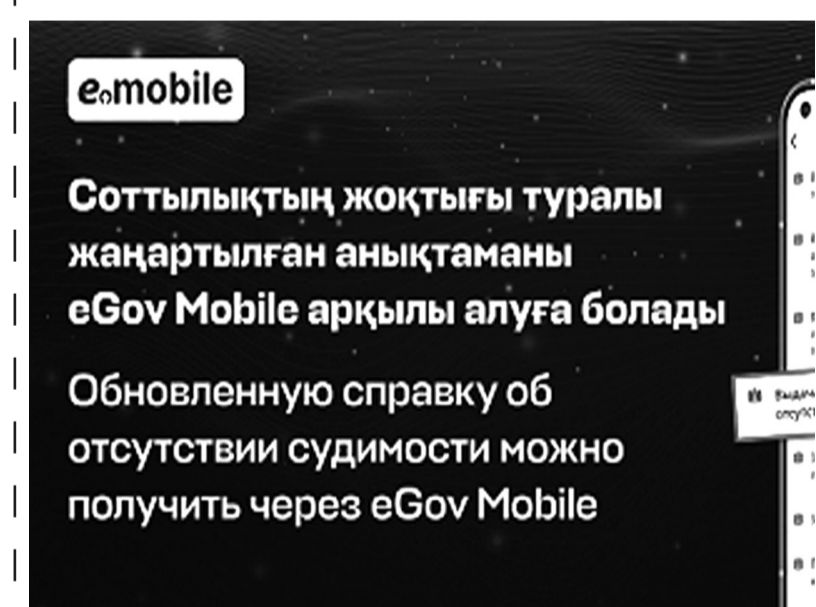 e mobile
Соттылықтың жоқтығы туралы
жаңартылған анықтаманы
eGov Mobile арқылы алуға болады
Обновленную справку об
отсутствии судимости можно
получить через eGov Mobile